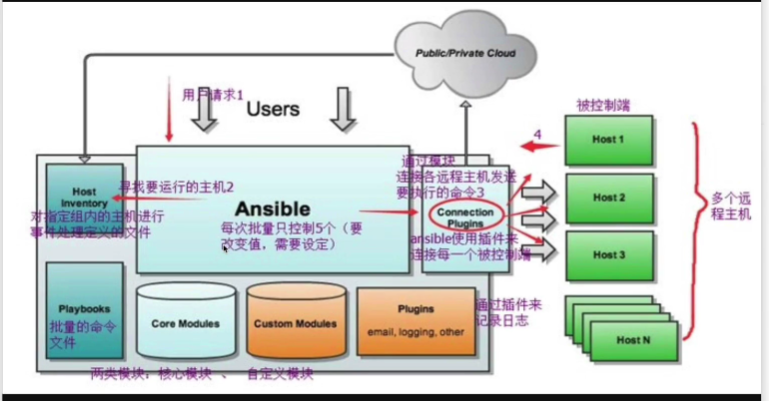 Public/Private Cloud
用户请求1
Users
被控制端
4
Host 1
通过模块
连接各远程主机发送
要执行的命令3
Host
Inventory
寻找要运行的主机2
对指定组内的主机进行
事件处理定义的文件
Ansible
每次批量只控制5个（要
改变值，需要设定）
Connection
Plugins
ansible使用插件来
连接每一个被控制端
Host 2
多个远
程主机
Host 3
Playbooks
批量的命令
文件
Core Modules
Custom Modules
Plugins
email, logging, other
通过插件来
记录日志
Host N
两类模块：核心模块 、 自定义模块